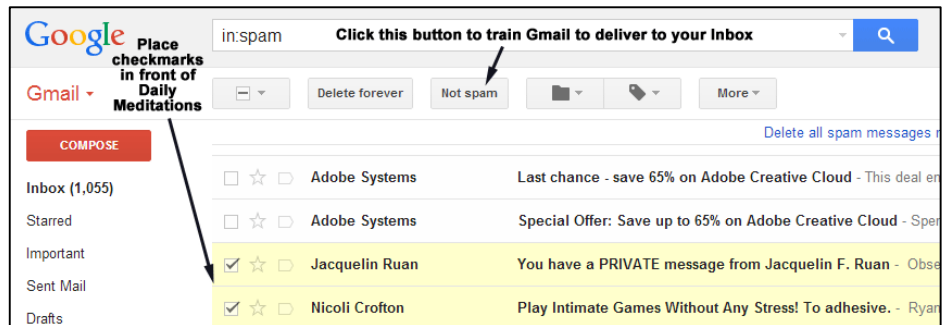 Google
Place
checkmarks
in front of
Daily
Meditations
in:spam
Click this button to train Gmail to deliver to your Inbox
Gmail
Delete forever
Not spam
More
Delete all spam messages
COMPOSE
Inbox (1,055)
Starred
Important
Sent Mail
Drafts
Adobe Systems Last chance - save 65% on Adobe Creative Cloud - This deal en
Adobe Systems Special Offer: Save up to 65% on Adobe Creative Cloud - Spe
Jacquelin Ruan You have a PRIVATE message from Jacquelin F. Ruan - Obse
Nicoli Crofton Play Intimate Games Without Any Stress! To adhesive. - Ryan